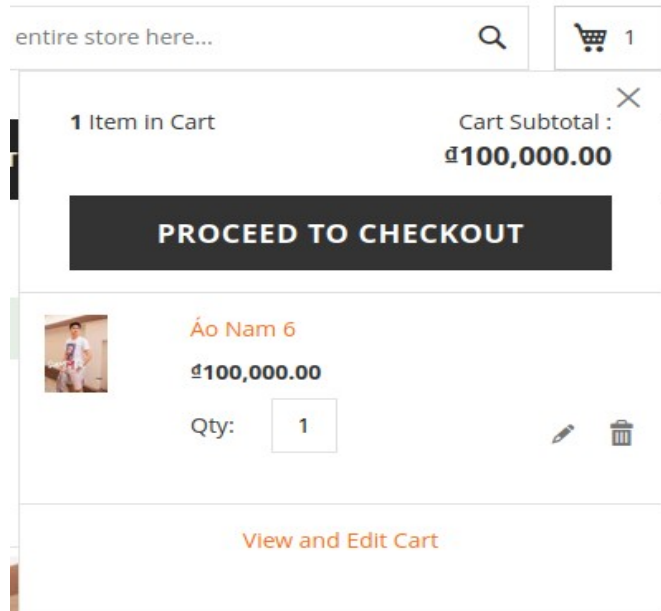 entire store here...
1
1 Item in Cart
Cart Subtotal :
₫100,000.00
PROCEED TO CHECKOUT
Áo Nam 6
₫100,000.00
Qty: 1
View and Edit Cart